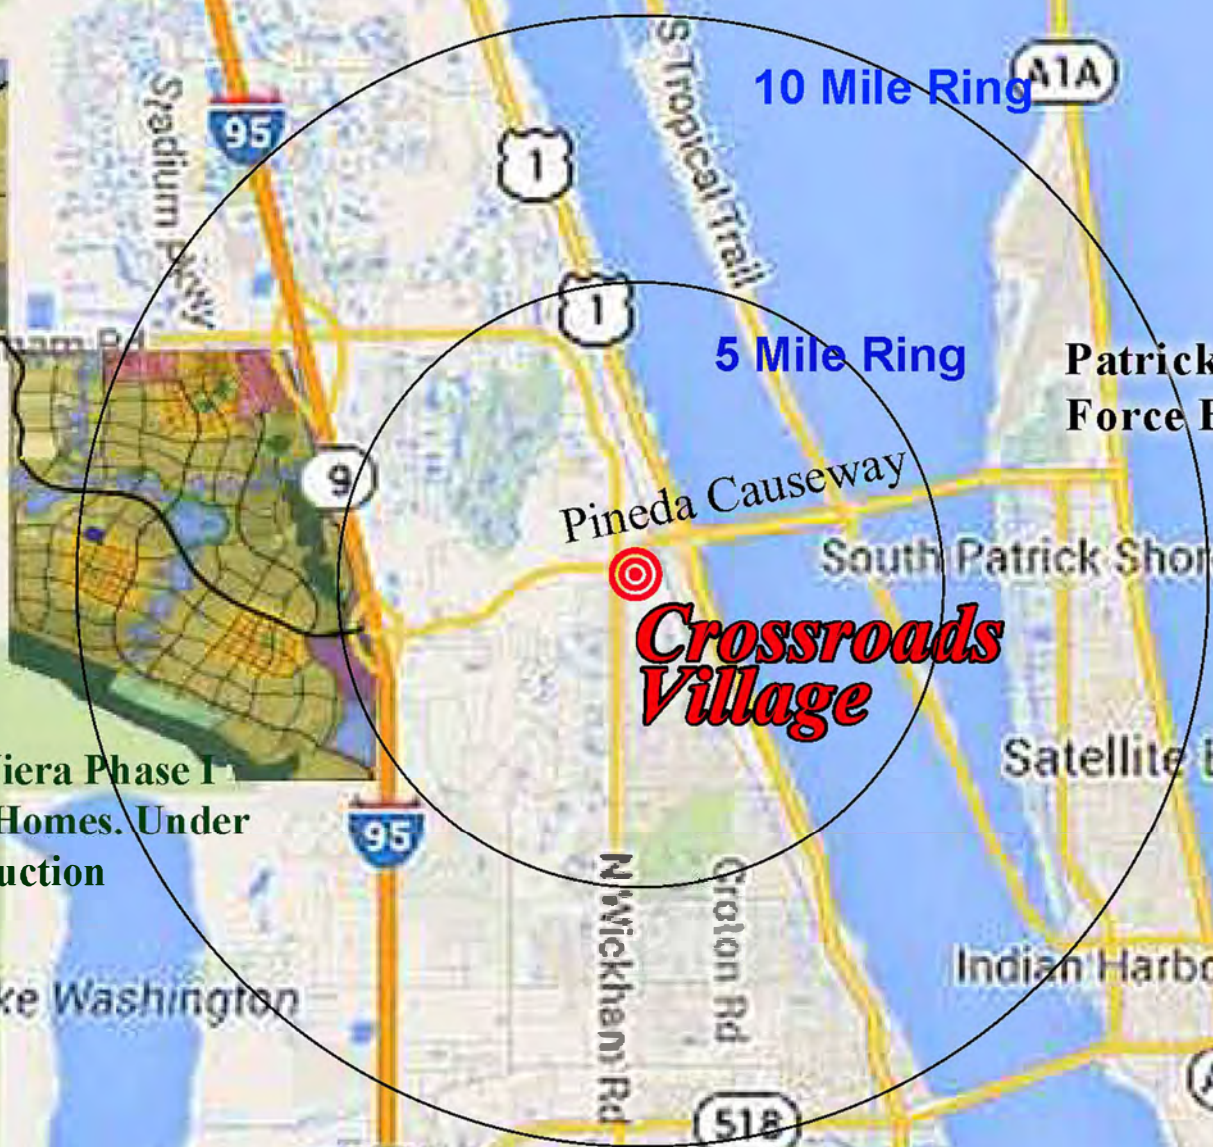 S Tropical Trail
10 Mile Ring
A1A
Stadium Pkwy
95
1
1
5 Mile Ring
Patrick
Force
9
Pineda Causeway
South Patrick Shor
Crossroads
Village
Satellite
iera Phase I
Homes. Under
uction
95
N Wickham Rd
Croton Rd
Indian Harbo
ke Washington
518